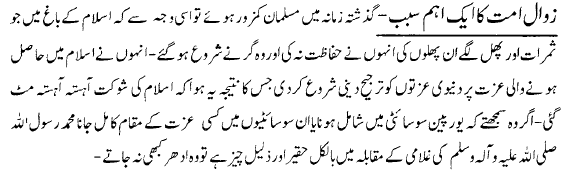 زوال امت کا ایک اہم سبب - گذشتہ زمانہ میں مسلمان کمزور ہوئے تو اسی وجہ سے کہ اسلام کے باغ میں جو
ثمرات اور پھل لگے ان پھلوں کی انہوں نے حفاظت نہ کی اور وہ گرنے شروع ہو گئے - انہوں نے اسلام میں حاصل
ہونے والی عزت پر دنیوی عزتوں کو ترجیح دینی شروع کر دی جس کا نتیجہ یہ ہوا کہ اسلام کی شوکت آہستہ آہستہ مٹ
گئی - اگر وہ سمجھتے کہ یورپین سوسائٹی میں شامل ہونا یا ان سوسائٹیوں میں کسی عزت کے مقام کا مل جانا محمد رسول اللہ
صلی اللہ علیہ وآلہ وسلم کی غلامی کے مقابلہ میں بالکل حقیر اور ذلیل چیز ہے تو وہ ادھر کبھی نہ جاتے -